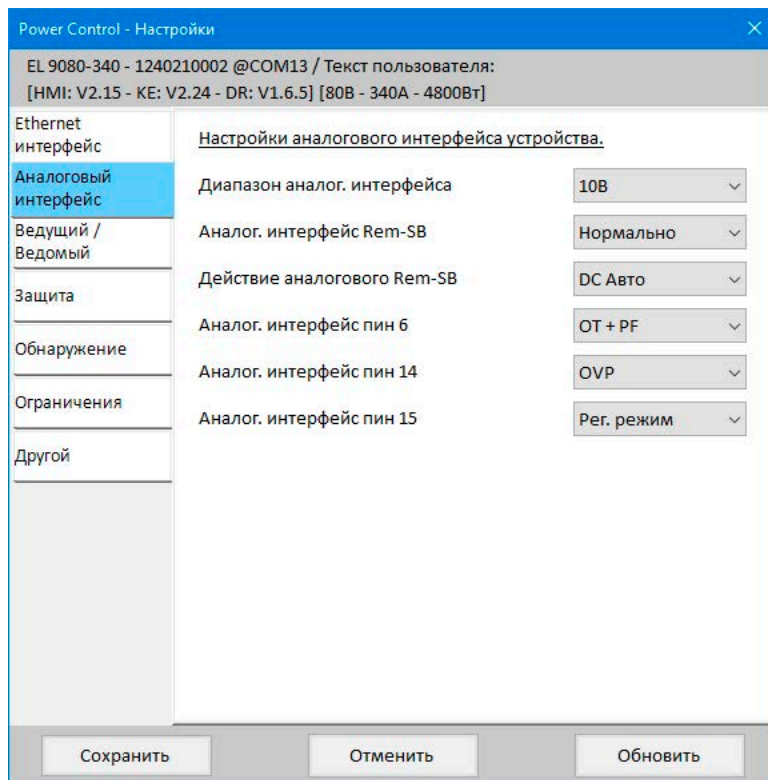 Power Control - Настройки
EL 9080-340 - 1240210002 @COM13 / Текст пользователя:
[HMI: V2.15 - KE: V2.24 - DR: V1.6.5] [80В - 340А - 4800Вт]
Ethernet
интерфейс
Аналоговый
интерфейс
Ведущий /
Ведомый
Защита
Обнаружение
Ограничения
Другой
Настройки аналогового интерфейса устройства.
Диапазон аналог. интерфейса
10В
Аналог. интерфейс Rem-SB
Нормально
Действие аналогового Rem-SB
DC Авто
Аналог. интерфейс пин 6
OT + PF
Аналог. интерфейс пин 14
OVP
Аналог. интерфейс пин 15
Рег. режим
Сохранить
Отменить
Обновить